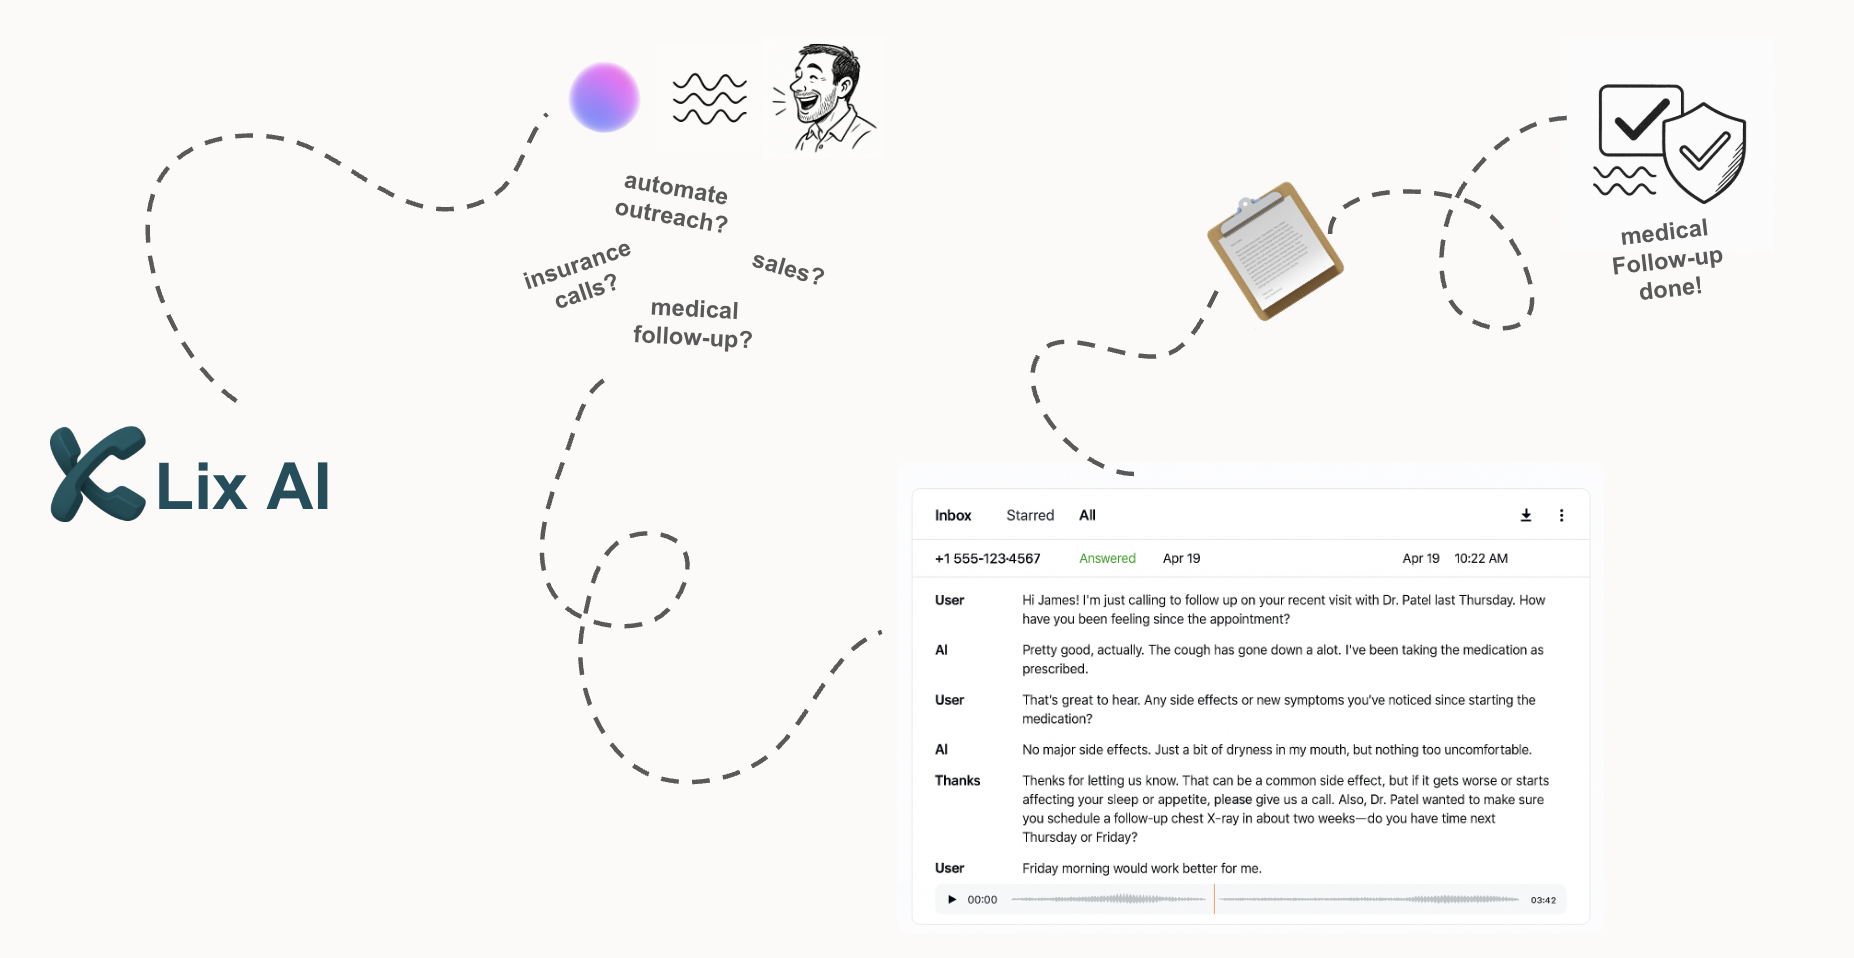 automate
outreach?
insurance
calls?
sales?
medical
follow-up?
Lix AI
medical
Follow-up
done!
Inbox Starred All
+1 555-123-4567 Answered Apr 19 Apr 19 10:22 AM
User Hi James! I'm just calling to follow up on your recent visit with Dr. Patel last Thursday. How
have you been feeling since the appointment?
AI Pretty good, actually. The cough has gone down a alot. I've been taking the medication as
prescribed.
User That's great to hear. Any side effects or new symptoms you've noticed since starting the
medication?
AI No major side effects. Just a bit of dryness in my mouth, but nothing too uncomfortable.
Thanks Thenks for letting us know. That can be a common side effect, but if it gets worse or starts
affecting your sleep or appetite, please give us a call. Also, Dr. Patel wanted to make sure
you schedule a follow-up chest X-ray in about two weeks—do you have time next
Thursday or Friday?
User Friday morning would work better for me.
00:00 03:42